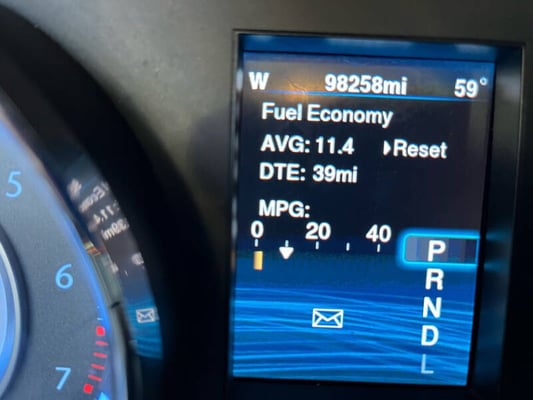 W 98258mi 59°
Fuel Economy
AVG: 11.4 Reset
DTE: 39mi
MPG:
0 20 40
P
R
N
D
L
5
6
7